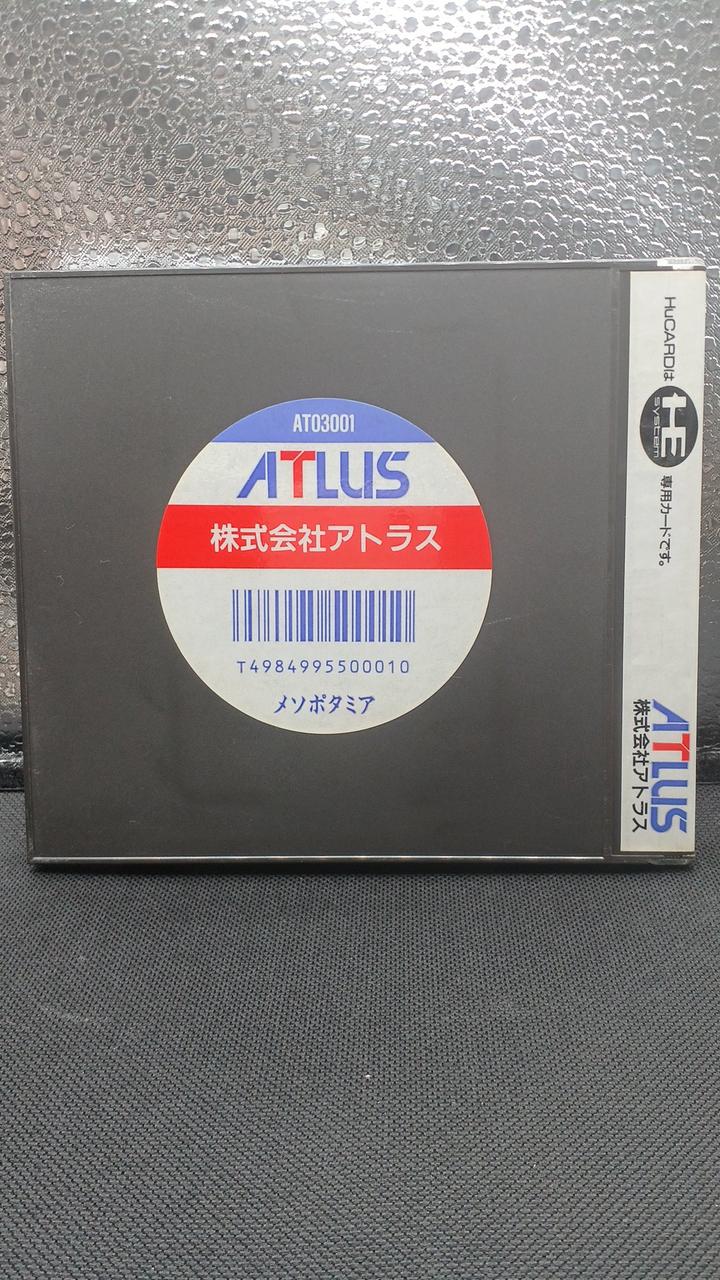 AT03001
ATLUS
株式会社アトラス
T4984995500010
メソポタミア
HuCARDは
HE
system
専用カードです。
ATLUS
株式会社アトラス